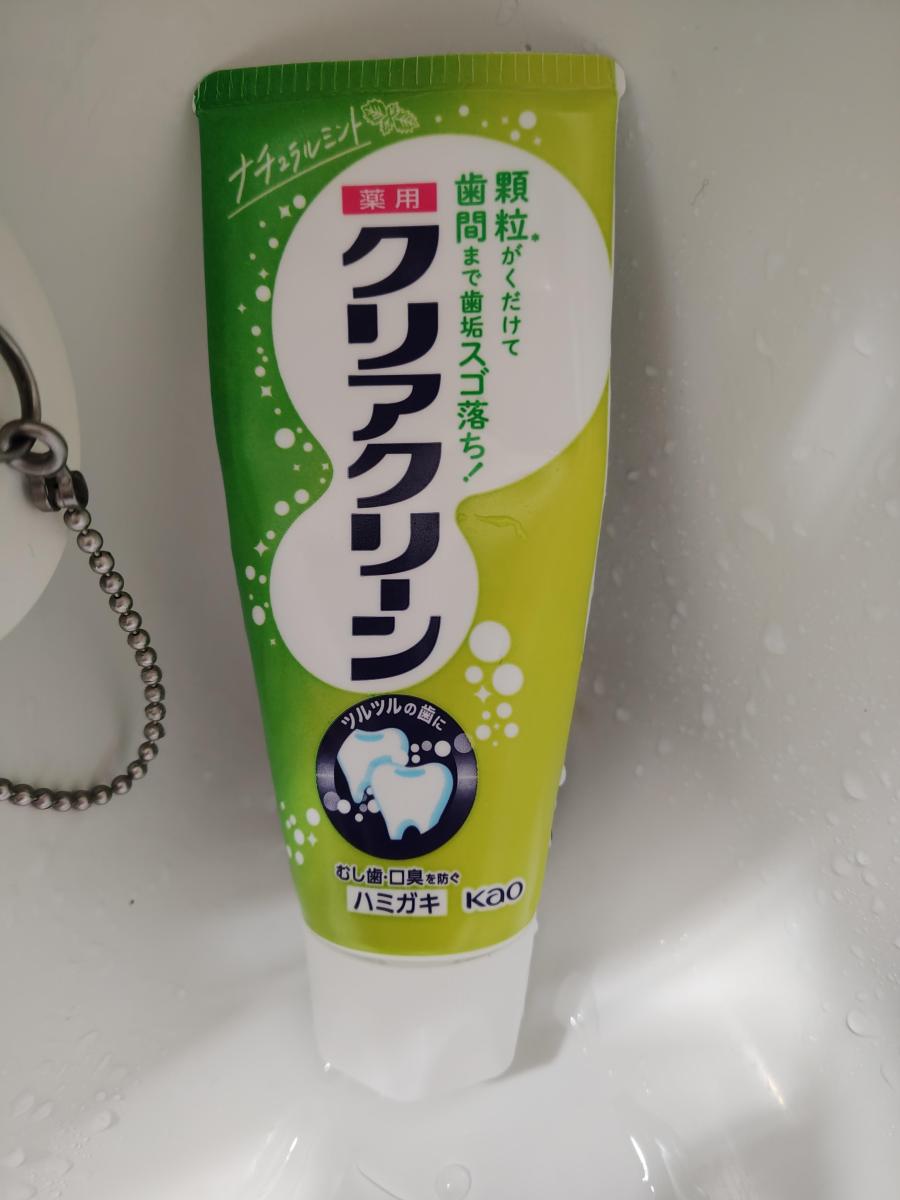 ナチュラルミント
薬用
クリアクリーン
顆粒*がくだけて
歯間まで歯垢スゴ落ち!
ツルツルの歯に
むし歯・口臭を防ぐ
ハミガキ
Kao